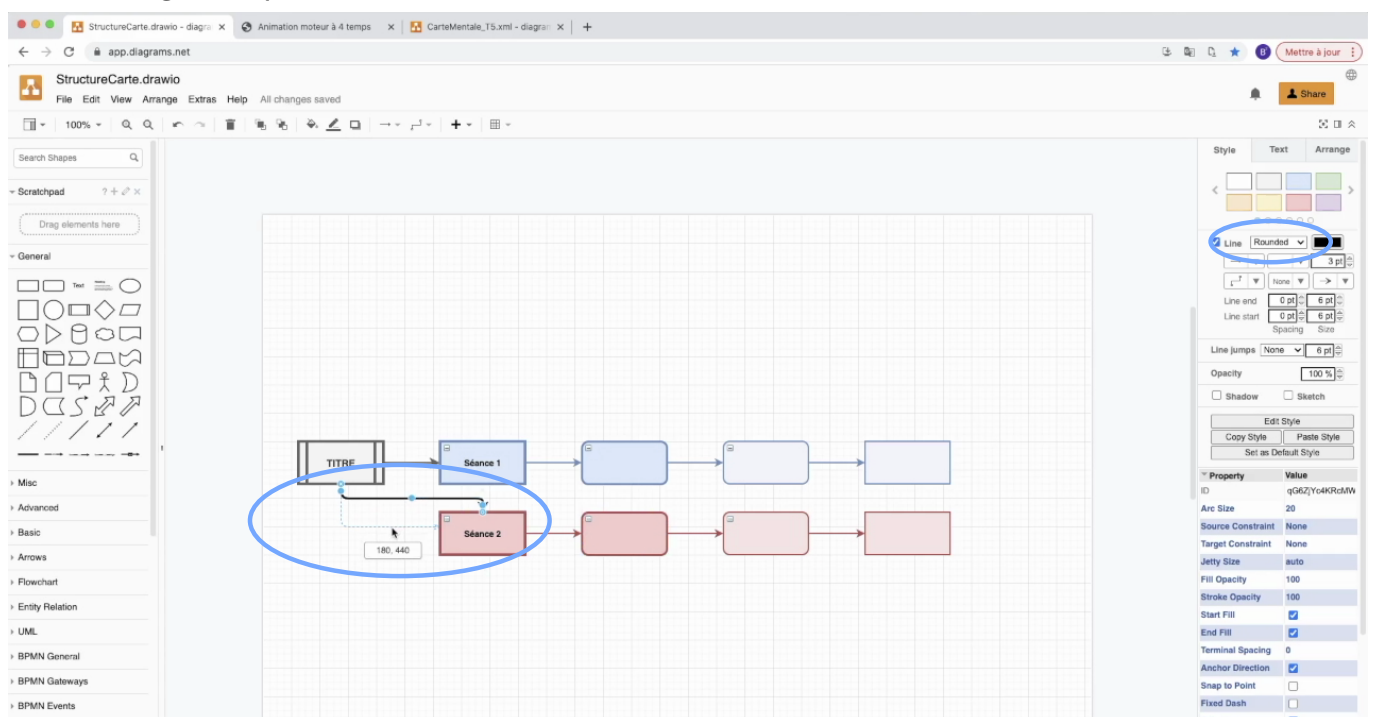 StructureCarte.drawio - diagra
Animation moteur à 4 temps
CarteMentale_T5.xml - diagram
app.diagrams.net
B
Mettre à jour
StructureCarte.drawio
File Edit View Arrange Extras Help All changes saved
Share
100%
Search Shapes
Style Text Arrange
Scratchpad
Drag elements here
General
Text
Line Rounded
3 pt
None
Line end 0 pt 6 pt
Line start 0 pt 6 pt
Spacing Size
Line jumps None 6 pt
Opacity 100 %
Shadow Sketch
Edit Style
Copy Style Paste Style
Set as Default Style
TITRE
Séance 1
Séance 2
180, 440
Misc
Advanced
Basic
Arrows
Flowchart
Entity Relation
UML
BPMN General
BPMN Gateways
BPMN Events
Property Value
ID
Arc Size 20
Source Constraint None
Target Constraint None
Jetty Size auto
Fill Opacity 100
Stroke Opacity 100
Start Fill
End Fill
Terminal Spacing 0
Anchor Direction
Snap to Point
Fixed Dash